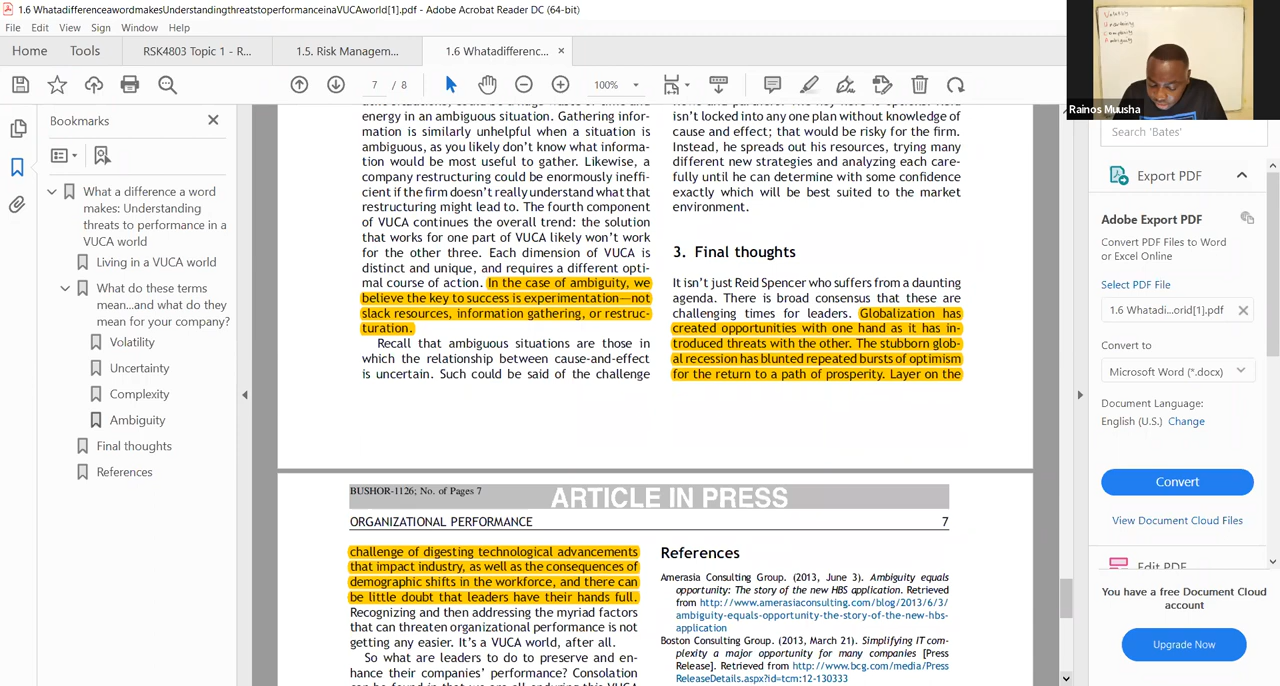 1.6 WhatadifferenceawordmakesUnderstandingthreatstoperformanceinaVUCAworld[1].pdf - Adobe Acrobat Reader DC (64-bit)
File Edit View Sign Window Help
Home Tools RSK4803 Topic 1 - R... 1.5. Risk Managem... 1.6 Whatadifferenc... ×
7 / 8 100%
Rainos Muusha
Volatility
Uncertainty
Complexity
Ambiguity
Bookmarks
What a difference a word
makes: Understanding
threats to performance in a
VUCA world
Living in a VUCA world
What do these terms
mean...and what do they
mean for your company?
Volatility
Uncertainty
Complexity
Ambiguity
Final thoughts
References
energy in an ambiguous situation. Gathering infor-
mation is similarly unhelpful when a situation is
ambiguous, as you likely don't know what informa-
tion would be most useful to gather. Likewise, a
company restructuring could be enormously ineffi-
cient if the firm doesn't really understand what that
restructuring might lead to. The fourth component
of VUCA continues the overall trend: the solution
that works for one part of VUCA likely won't work
for the other three. Each dimension of VUCA is
distinct and unique, and requires a different opti-
mal course of action. In the case of ambiguity, we
believe the key to success is experimentation—not
slack resources, information gathering, or restruc-
turation.
Recall that ambiguous situations are those in
which the relationship between cause-and-effect
is uncertain. Such could be said of the challenge
isn't locked into any one plan without knowledge of
cause and effect; that would be risky for the firm.
Instead, he spreads out his resources, trying many
different new strategies and analyzing each care-
fully until he can determine with some confidence
exactly which will be best suited to the market
environment.
3. Final thoughts
It isn't just Reid Spencer who suffers from a daunting
agenda. There is broad consensus that these are
challenging times for leaders. Globalization has
created opportunities with one hand as it has in-
troduced threats with the other. The stubborn glob-
al recession has blunted repeated bursts of optimism
for the return to a path of prosperity. Layer on the
BUSHOR-1126; No. of Pages 7
ARTICLE IN PRESS
ORGANIZATIONAL PERFORMANCE 7
challenge of digesting technological advancements
that impact industry, as well as the consequences of
demographic shifts in the workforce, and there can
be little doubt that leaders have their hands full.
Recognizing and then addressing the myriad factors
that can threaten organizational performance is not
getting any easier. It's a VUCA world, after all.
So what are leaders to do to preserve and en-
hance their companies' performance? Consolation
References
Amerasia Consulting Group. (2013, June 3). Ambiguity equals
opportunity: The story of the new HBS application. Retrieved
from http://www.amerasiaconsulting.com/blog/2013/6/3/
ambiguity-equals-opportunity-the-story-of-the-new-hbs-
application
Boston Consulting Group. (2013, March 21). Simplifying IT com-
plexity a major opportunity for many companies [Press
Release]. Retrieved from http://www.bcg.com/media/Press
ReleaseDetails.aspx?id=tcm:12-130333
Search 'Bates'
Export PDF
Adobe Export PDF
Convert PDF Files to Word
or Excel Online
Select PDF File
1.6 Whatadi...orid[1].pdf ×
Convert to
Microsoft Word (*.docx)
Document Language:
English (U.S.) Change
Convert
View Document Cloud Files
Edit PDF
You have a free Document Cloud
account
Upgrade Now